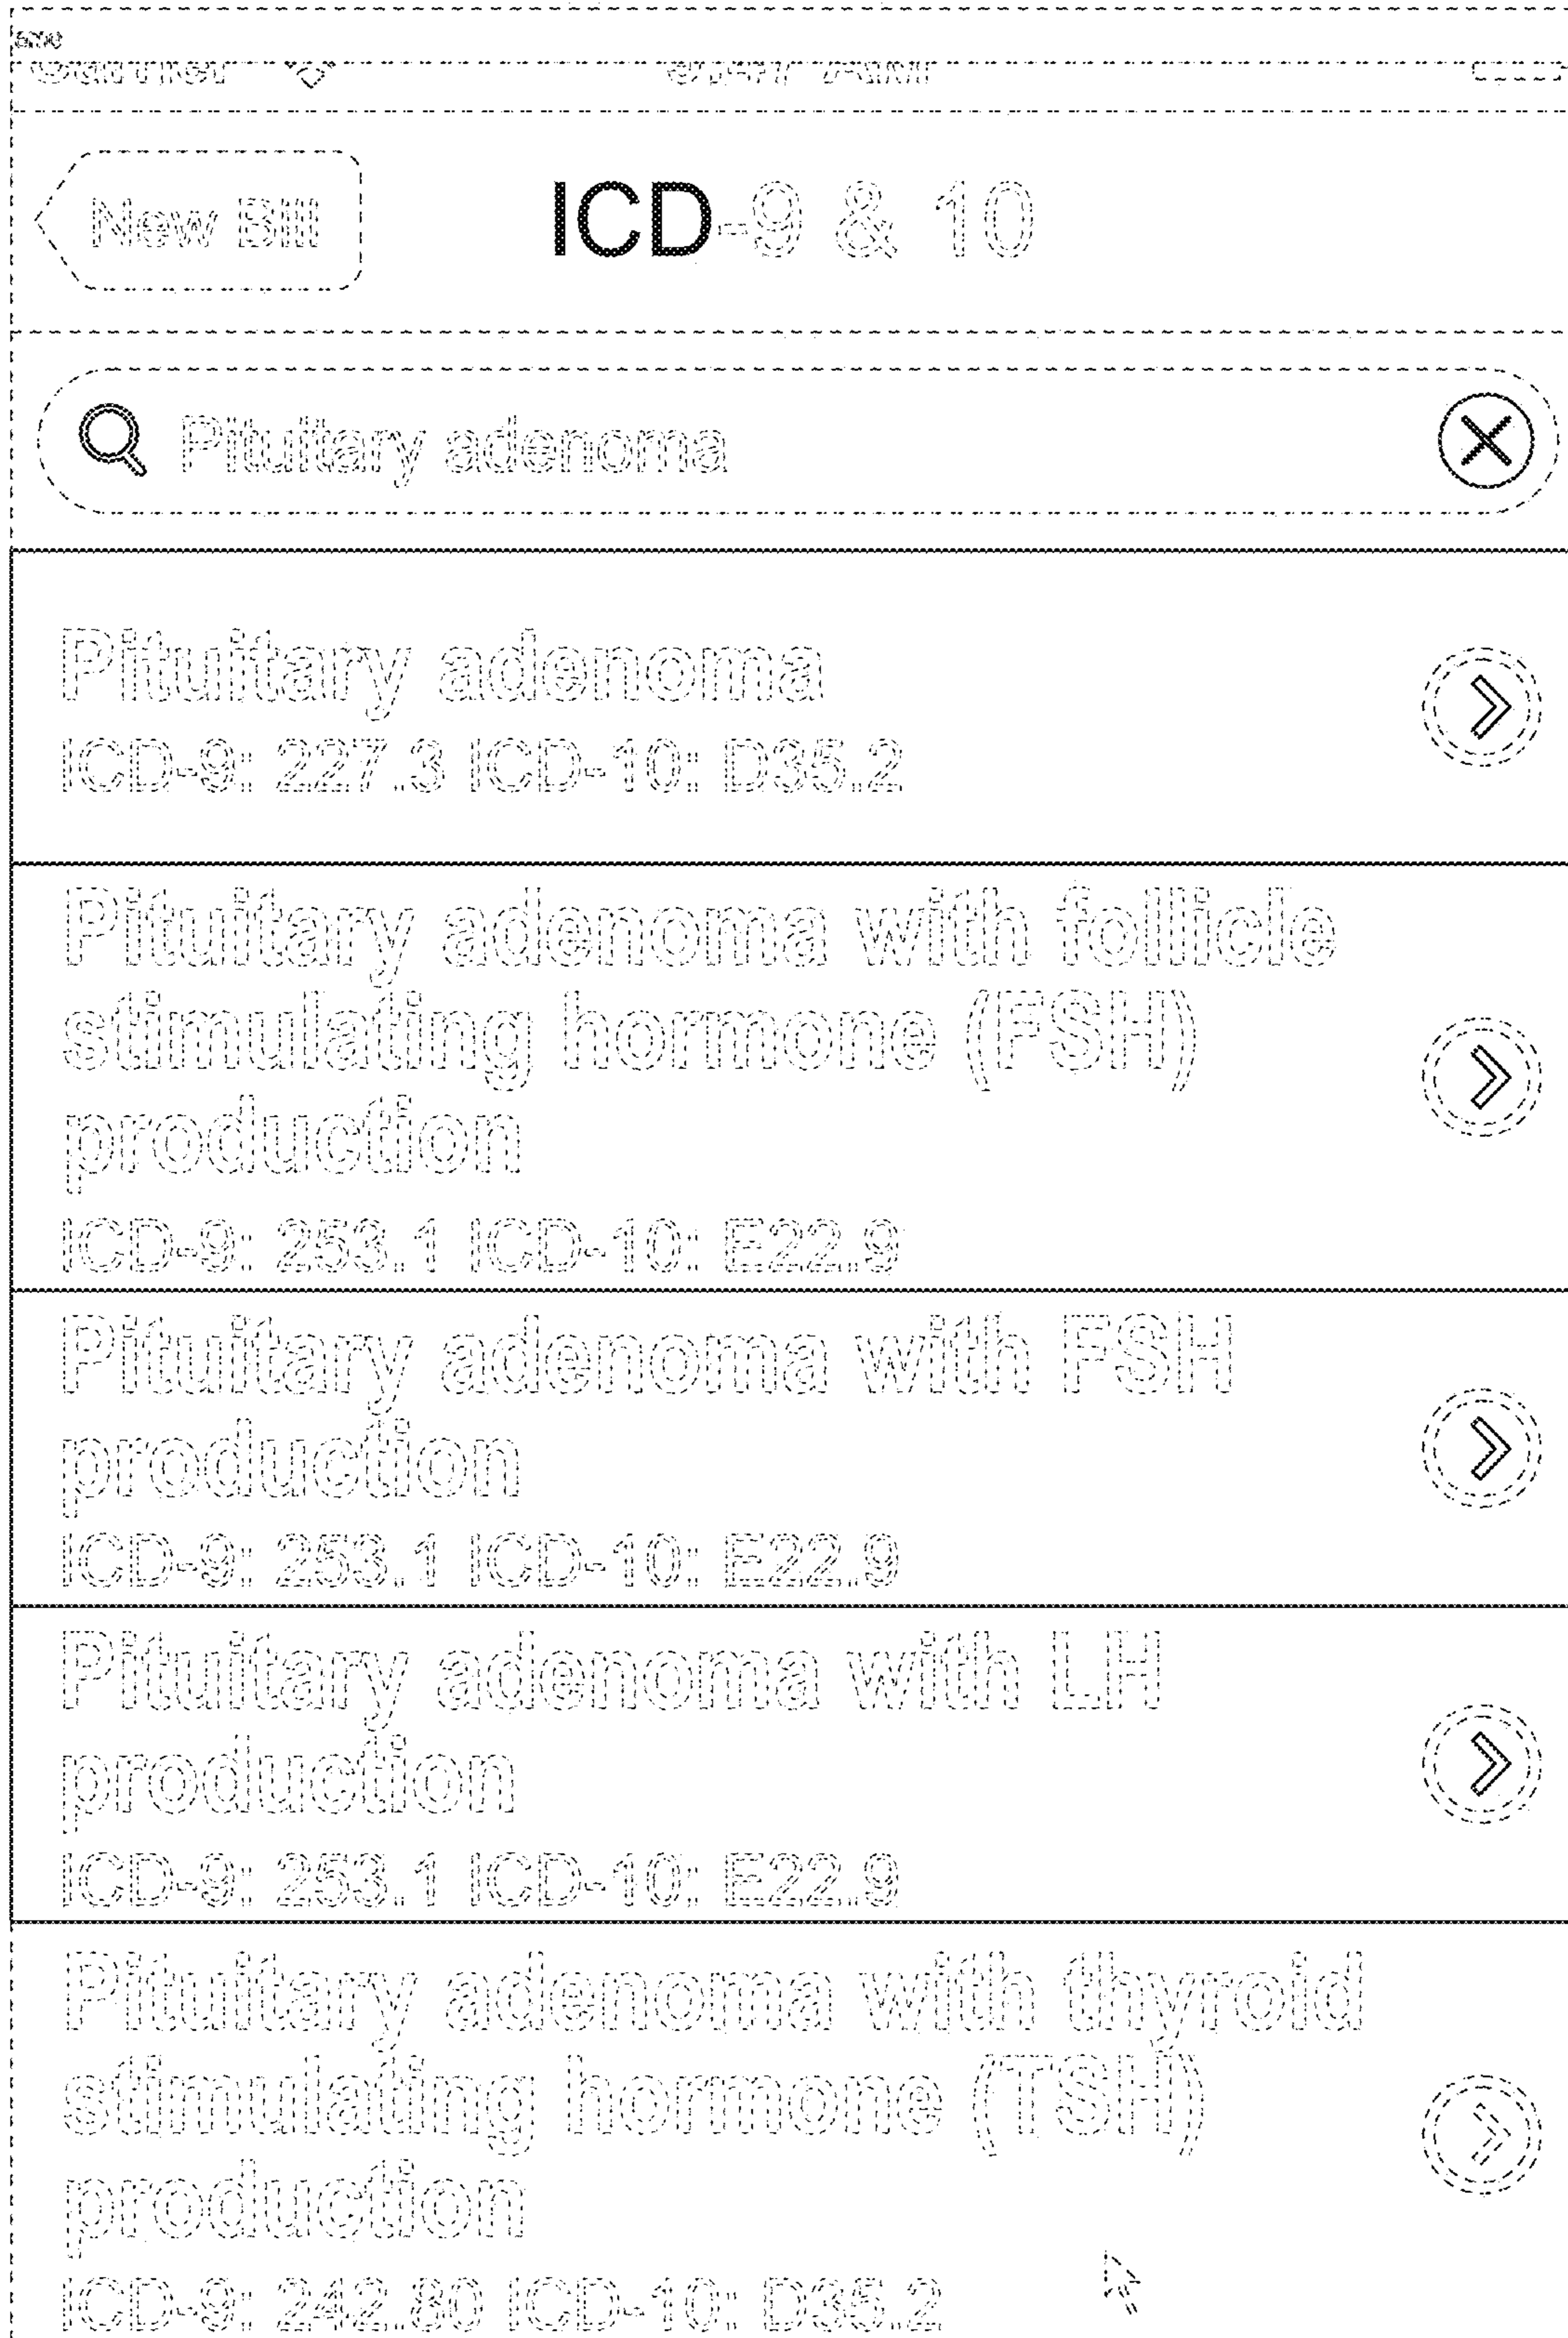 New Bill
ICD-9 & 10
Pituitary adenoma
Pituitary adenoma
ICD-9: 227.3 ICD-10: D35.2
Pituitary adenoma with follicle
stimulating hormone (FSH)
production
ICD-9: 253.1 ICD-10: E22.9
Pituitary adenoma with FSH
production
ICD-9: 253.1 ICD-10: E22.9
Pituitary adenoma with LH
production
ICD-9: 253.1 ICD-10: E22.9
Pituitary adenoma with thyroid
stimulating hormone (TSH)
production
ICD-9: 242.80 ICD-10: D35.2